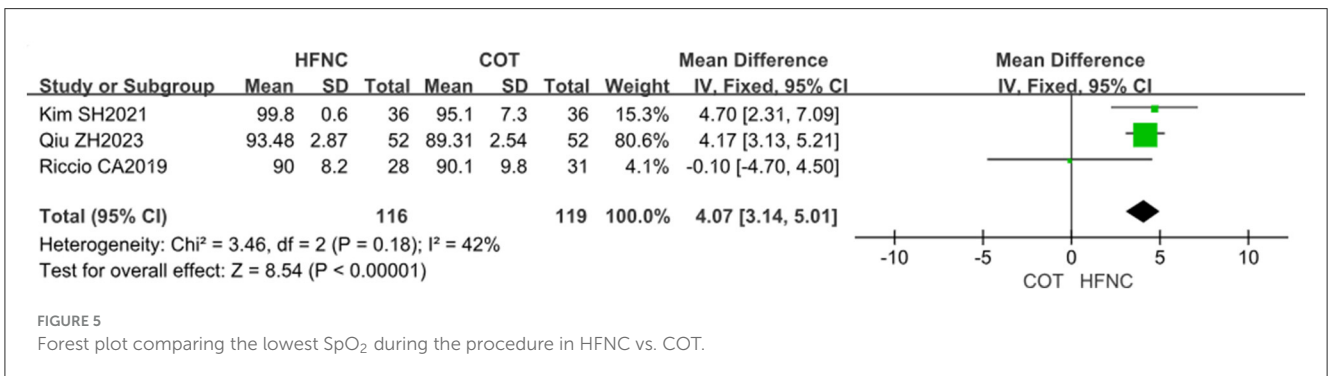 HFNC COT Mean Difference Mean Difference
Study or Subgroup Mean SD Total Mean SD Total Weight IV, Fixed, 95% CI IV, Fixed, 95% CI
Kim SH2021 99.8 0.6 36 95.1 7.3 36 15.3% 4.70 [2.31, 7.09]
Qiu ZH2023 93.48 2.87 52 89.31 2.54 52 80.6% 4.17 [3.13, 5.21]
Riccio CA2019 90 8.2 28 90.1 9.8 31 4.1% -0.10 [-4.70, 4.50]
Total (95% CI) 116 119 100.0% 4.07 [3.14, 5.01]
Heterogeneity: Chi² = 3.46, df = 2 (P = 0.18); I² = 42%
Test for overall effect: Z = 8.54 (P < 0.00001)
-10 -5 0 5 10
COT HFNC
FIGURE 5
Forest plot comparing the lowest SpO₂ during the procedure in HFNC vs. COT.